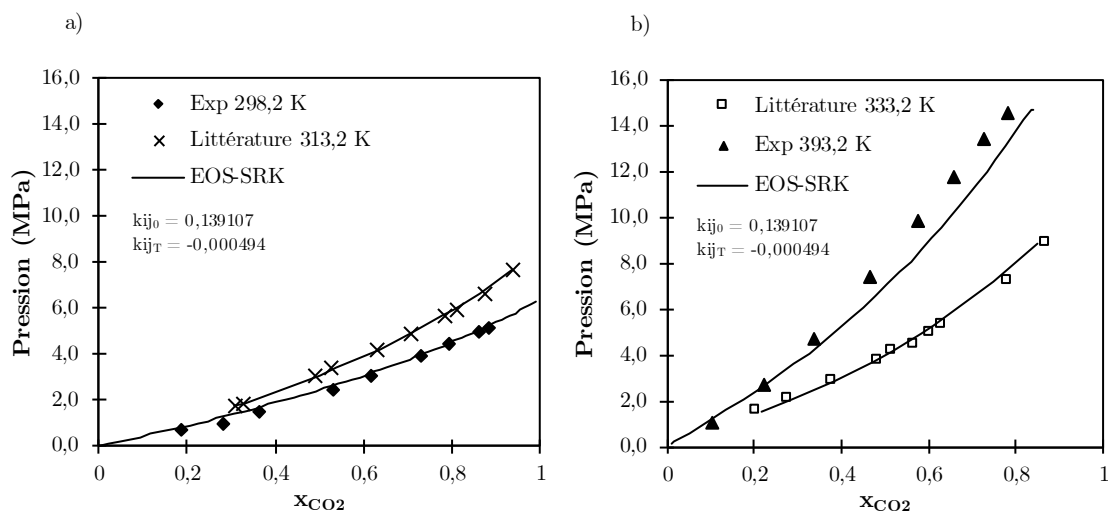 a)
16,0
14,0
12,0
10,0
8,0
6,0
4,0
2,0
0,0
Pression (MPa)
Exp 298,2 K
Littérature 313,2 K
EOS-SRK
kij0 = 0,139107
kijT = -0,000494
0
0,2
0,4
0,6
0,8
1
xCO2
b)
16,0
14,0
12,0
10,0
8,0
6,0
4,0
2,0
0,0
Pression (MPa)
Littérature 333,2 K
Exp 393,2 K
EOS-SRK
kij0 = 0,139107
kijT = -0,000494
0
0,2
0,4
0,6
0,8
1
xCO2